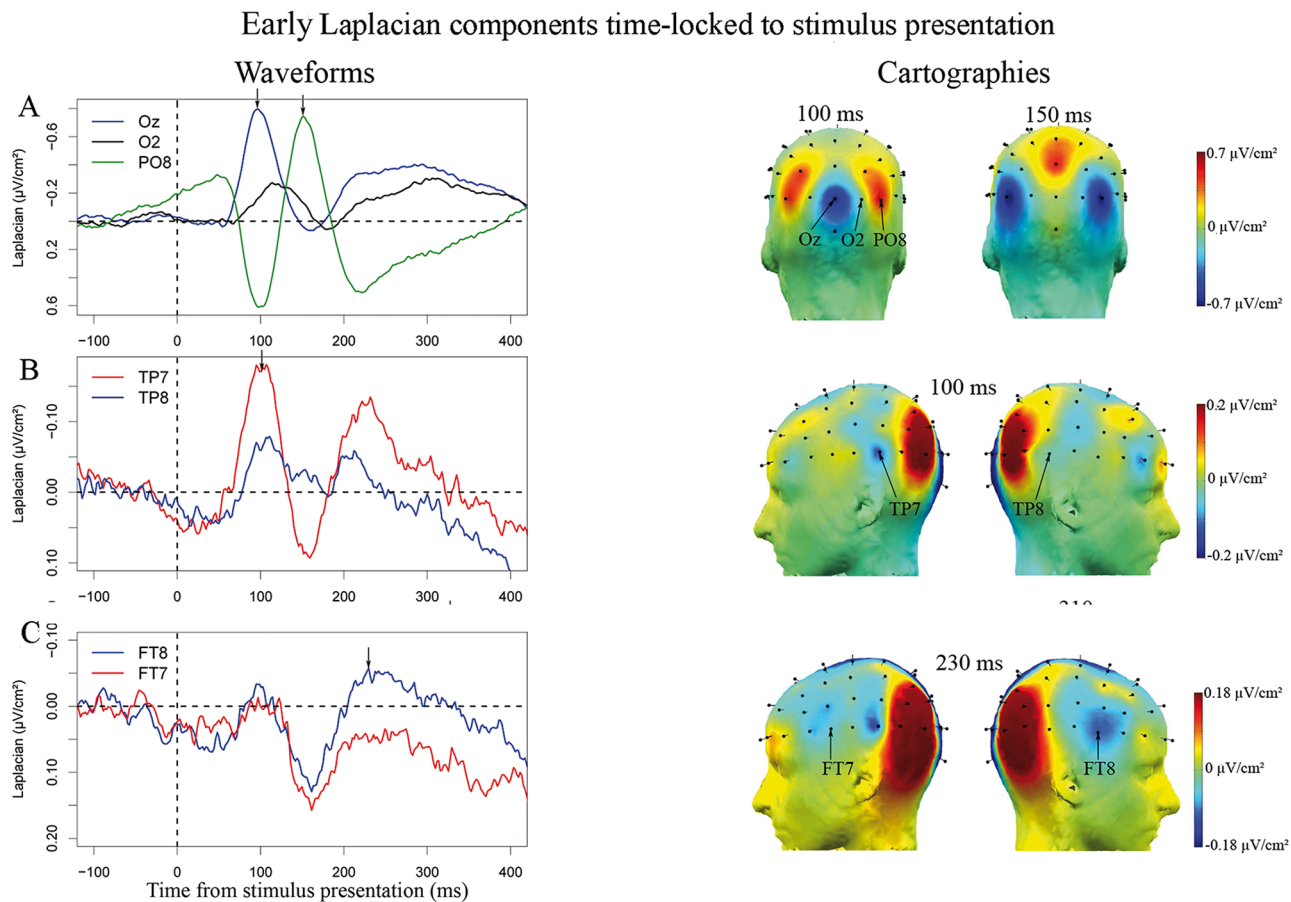 Early Laplacian components time-locked to stimulus presentation
Waveforms
Cartographies
A
Oz
O2
PO8
Laplacian (µV/cm²)
-0.6
-0.2
0.2
0.6
−100
0
100
200
300
400
100 ms
150 ms
Oz
O2
PO8
0.7 µV/cm²
0 µV/cm²
-0.7 µV/cm²
B
TP7
TP8
Laplacian (µV/cm²)
−0.10
0.00
0.10
−100
0
100
200
300
400
100 ms
TP7
TP8
0.2 µV/cm²
0 µV/cm²
-0.2 µV/cm²
C
FT8
FT7
Laplacian (µV/cm²)
−0.10
0.00
0.10
0.20
−100
0
100
200
300
400
Time from stimulus presentation (ms)
230 ms
FT7
FT8
0.18 µV/cm²
0 µV/cm²
-0.18 µV/cm²